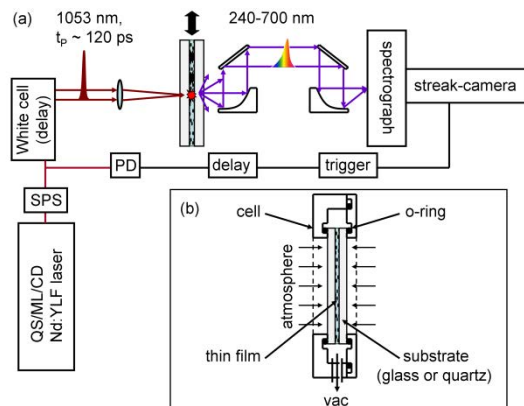 (a)
1053 nm,
tP ~ 120 ps
240-700 nm
White cell
(delay)
spectrograph
streak-camera
PD
delay
trigger
SPS
QS/ML/CD
Nd:YLF laser
(b)
cell
o-ring
atmosphere
thin film
substrate
(glass or quartz)
vac